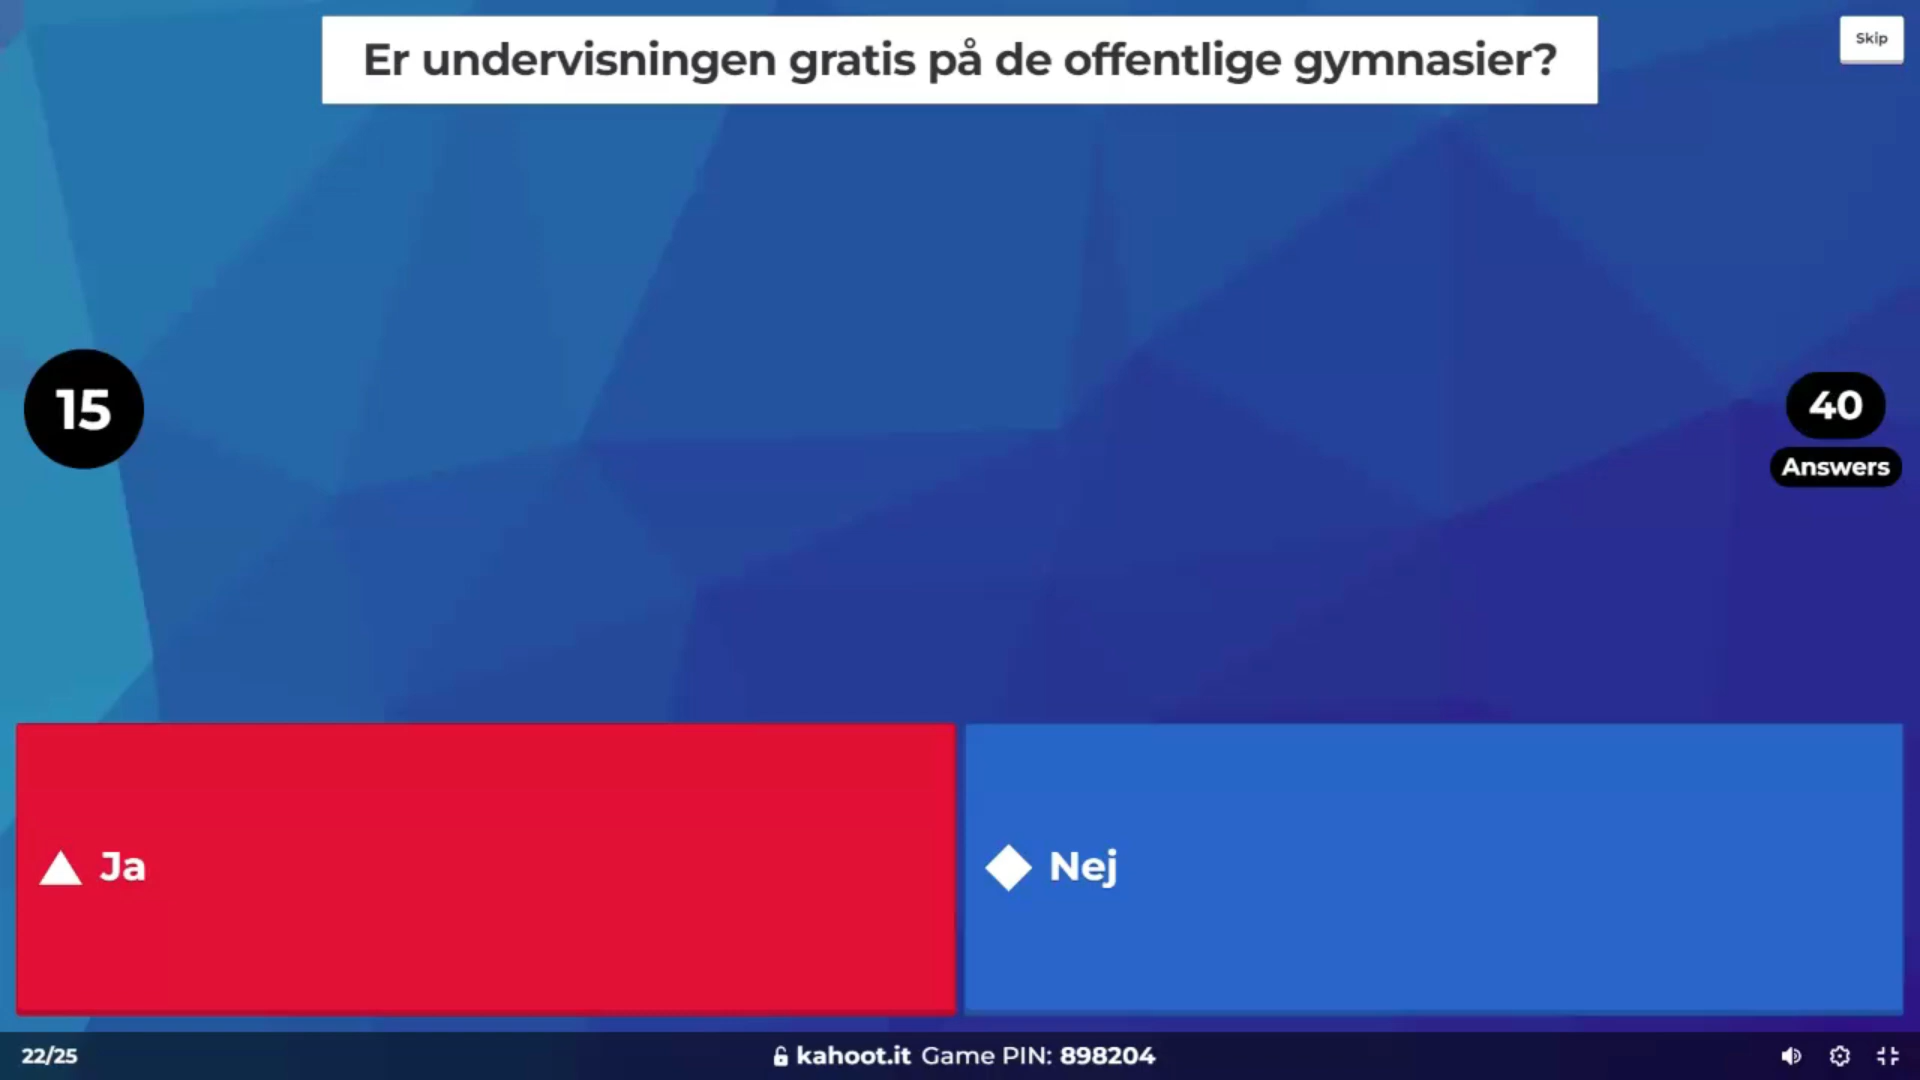 Er undervisningen gratis på de offentlige gymnasier?
Skip
15
40
Answers
Ja
Nej
22/25
kahoot.it Game PIN: 898204